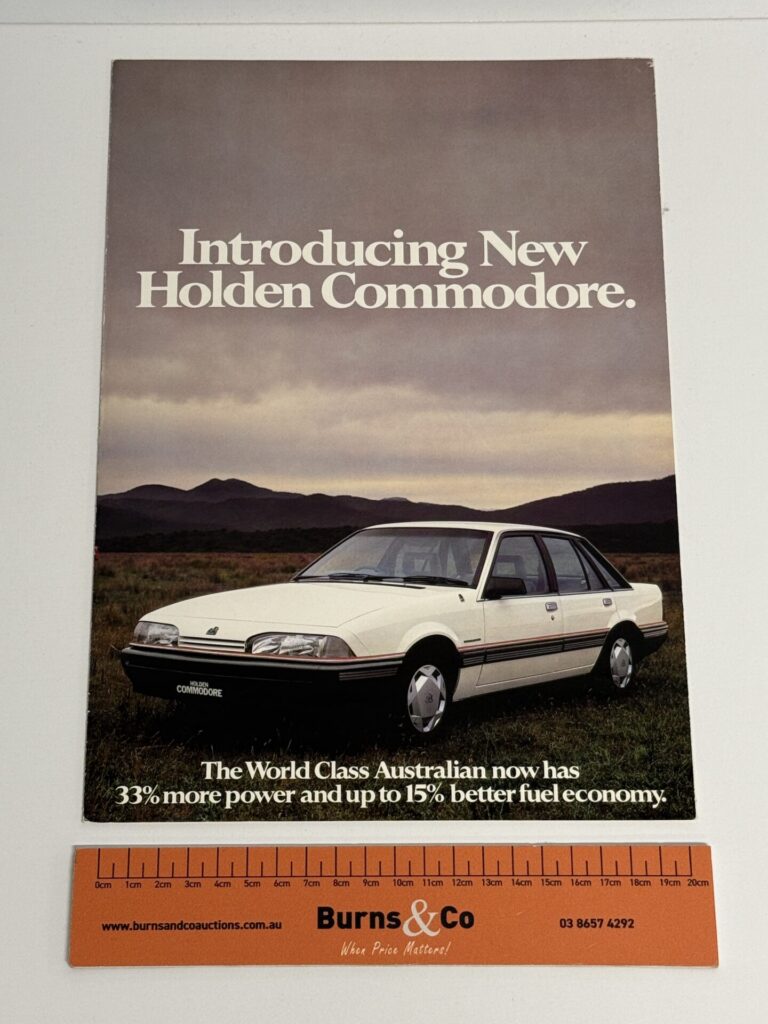 Introducing New
Holden Commodore.
HOLDEN
COMMODORE
The World Class Australian now has
33% more power and up to 15% better fuel economy.
0cm 1cm 2cm 3cm 4cm 5cm 6cm 7cm 8cm 9cm 10cm 11cm 12cm 13cm 14cm 15cm 16cm 17cm 18cm 19cm 20cm
www.burnsandcoauctions.com.au Burns&Co 03 8657 4292
When Price Matters!